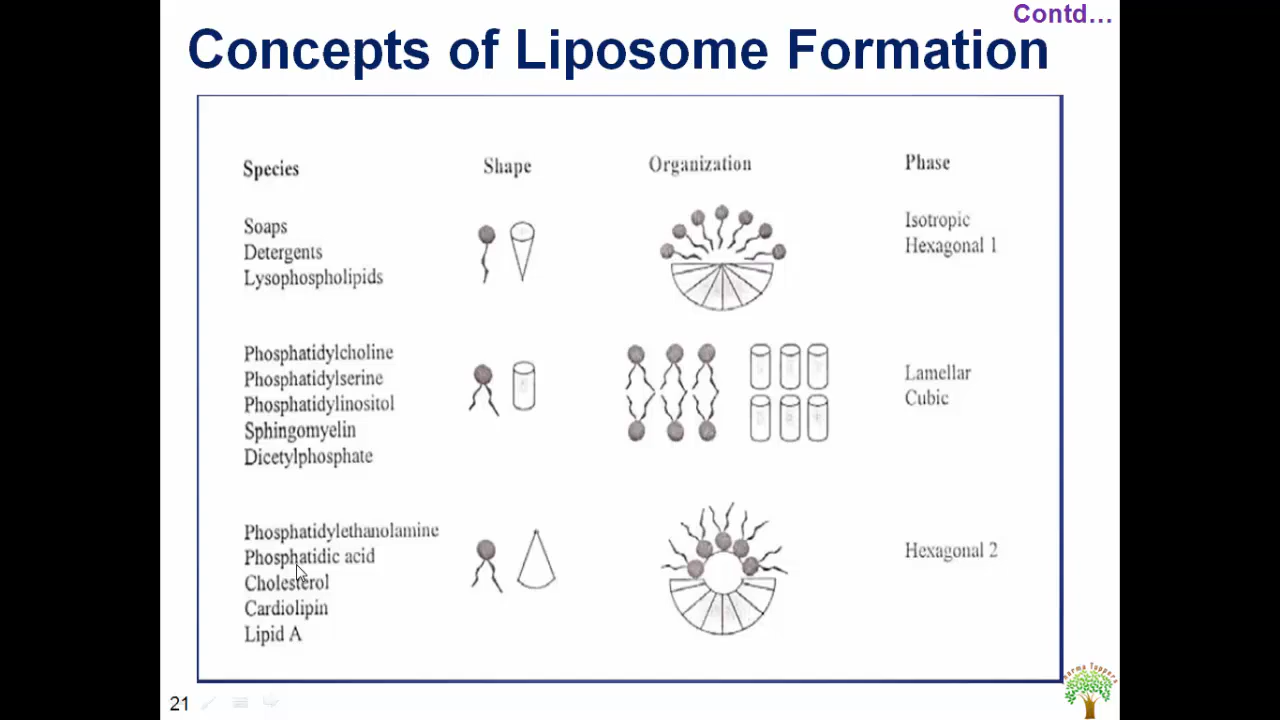 Contd...
Concepts of Liposome Formation
Species Shape Organization Phase
Soaps
Detergents
Lysophospholipids
Isotropic
Hexagonal 1
Phosphatidylcholine
Phosphatidylserine
Phosphatidylinositol
Sphingomyelin
Dicetylphosphate
Lamellar
Cubic
Phosphatidylethanolamine
Phosphatidic acid
Cholesterol
Cardiolipin
Lipid A
Hexagonal 2
21